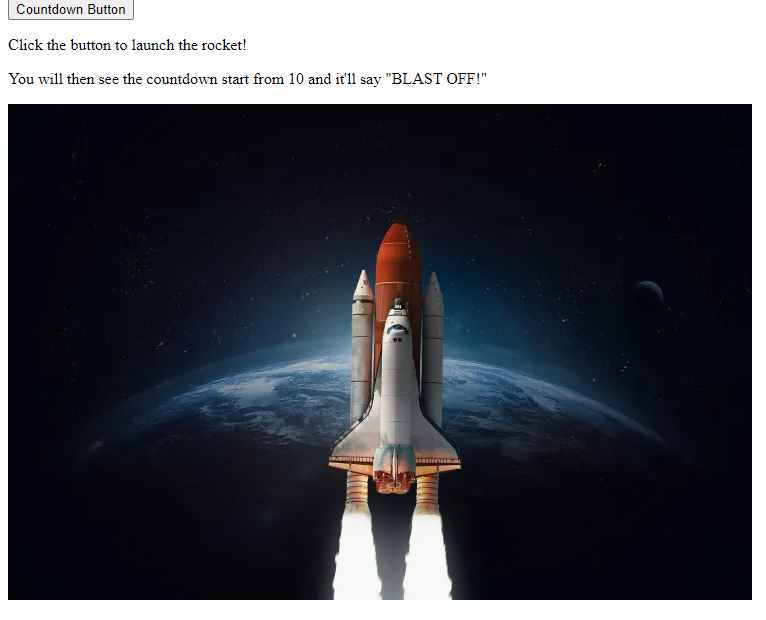 Countdown Button
Click the button to launch the rocket!
You will then see the countdown start from 10 and it'll say "BLAST OFF!"